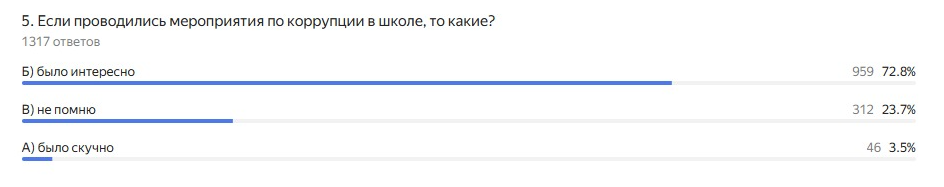 5. Если проводились мероприятия по коррупции в школе, то какие?
1317 ответов
Б) было интересно 959 72.8%
В) не помню 312 23.7%
А) было скучно 46 3.5%